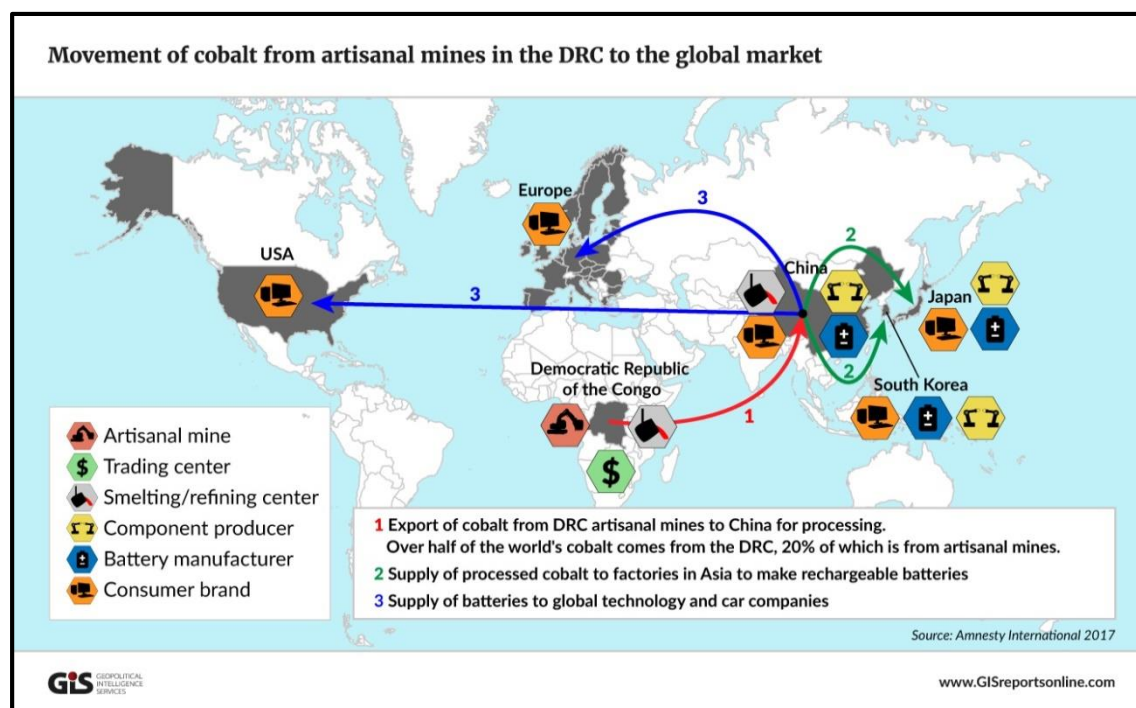 Movement of cobalt from artisanal mines in the DRC to the global market
Europe
3
2
USA
China
Japan
3
Democratic Republic
of the Congo
2
South Korea
1
Artisanal mine
$ Trading center
Smelting/refining center
Component producer
Battery manufacturer
Consumer brand
$
1 Export of cobalt from DRC artisanal mines to China for processing.
Over half of the world's cobalt comes from the DRC, 20% of which is from artisanal mines.
2 Supply of processed cobalt to factories in Asia to make rechargeable batteries
3 Supply of batteries to global technology and car companies
Source: Amnesty International 2017
GIS GEOPOLITICAL
INTELLIGENCE
SERVICES
www.GISreportsonline.com